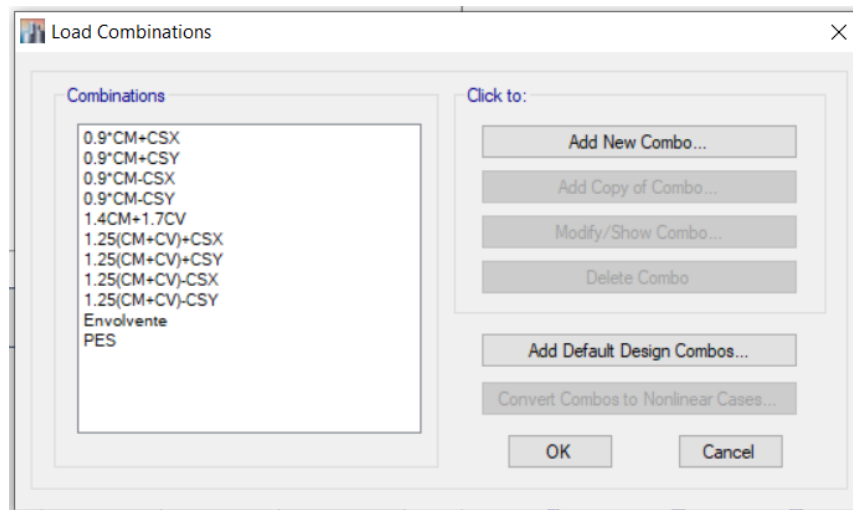 Load Combinations
Combinations
0.9*CM+CSX
0.9*CM+CSY
0.9*CM-CSX
0.9*CM-CSY
1.4CM+1.7CV
1.25(CM+CV)+CSX
1.25(CM+CV)+CSY
1.25(CM+CV)-CSX
1.25(CM+CV)-CSY
Envolvente
PES
Click to:
Add New Combo...
Add Copy of Combo...
Modify/Show Combo...
Delete Combo
Add Default Design Combos...
Convert Combos to Nonlinear Cases...
OK
Cancel